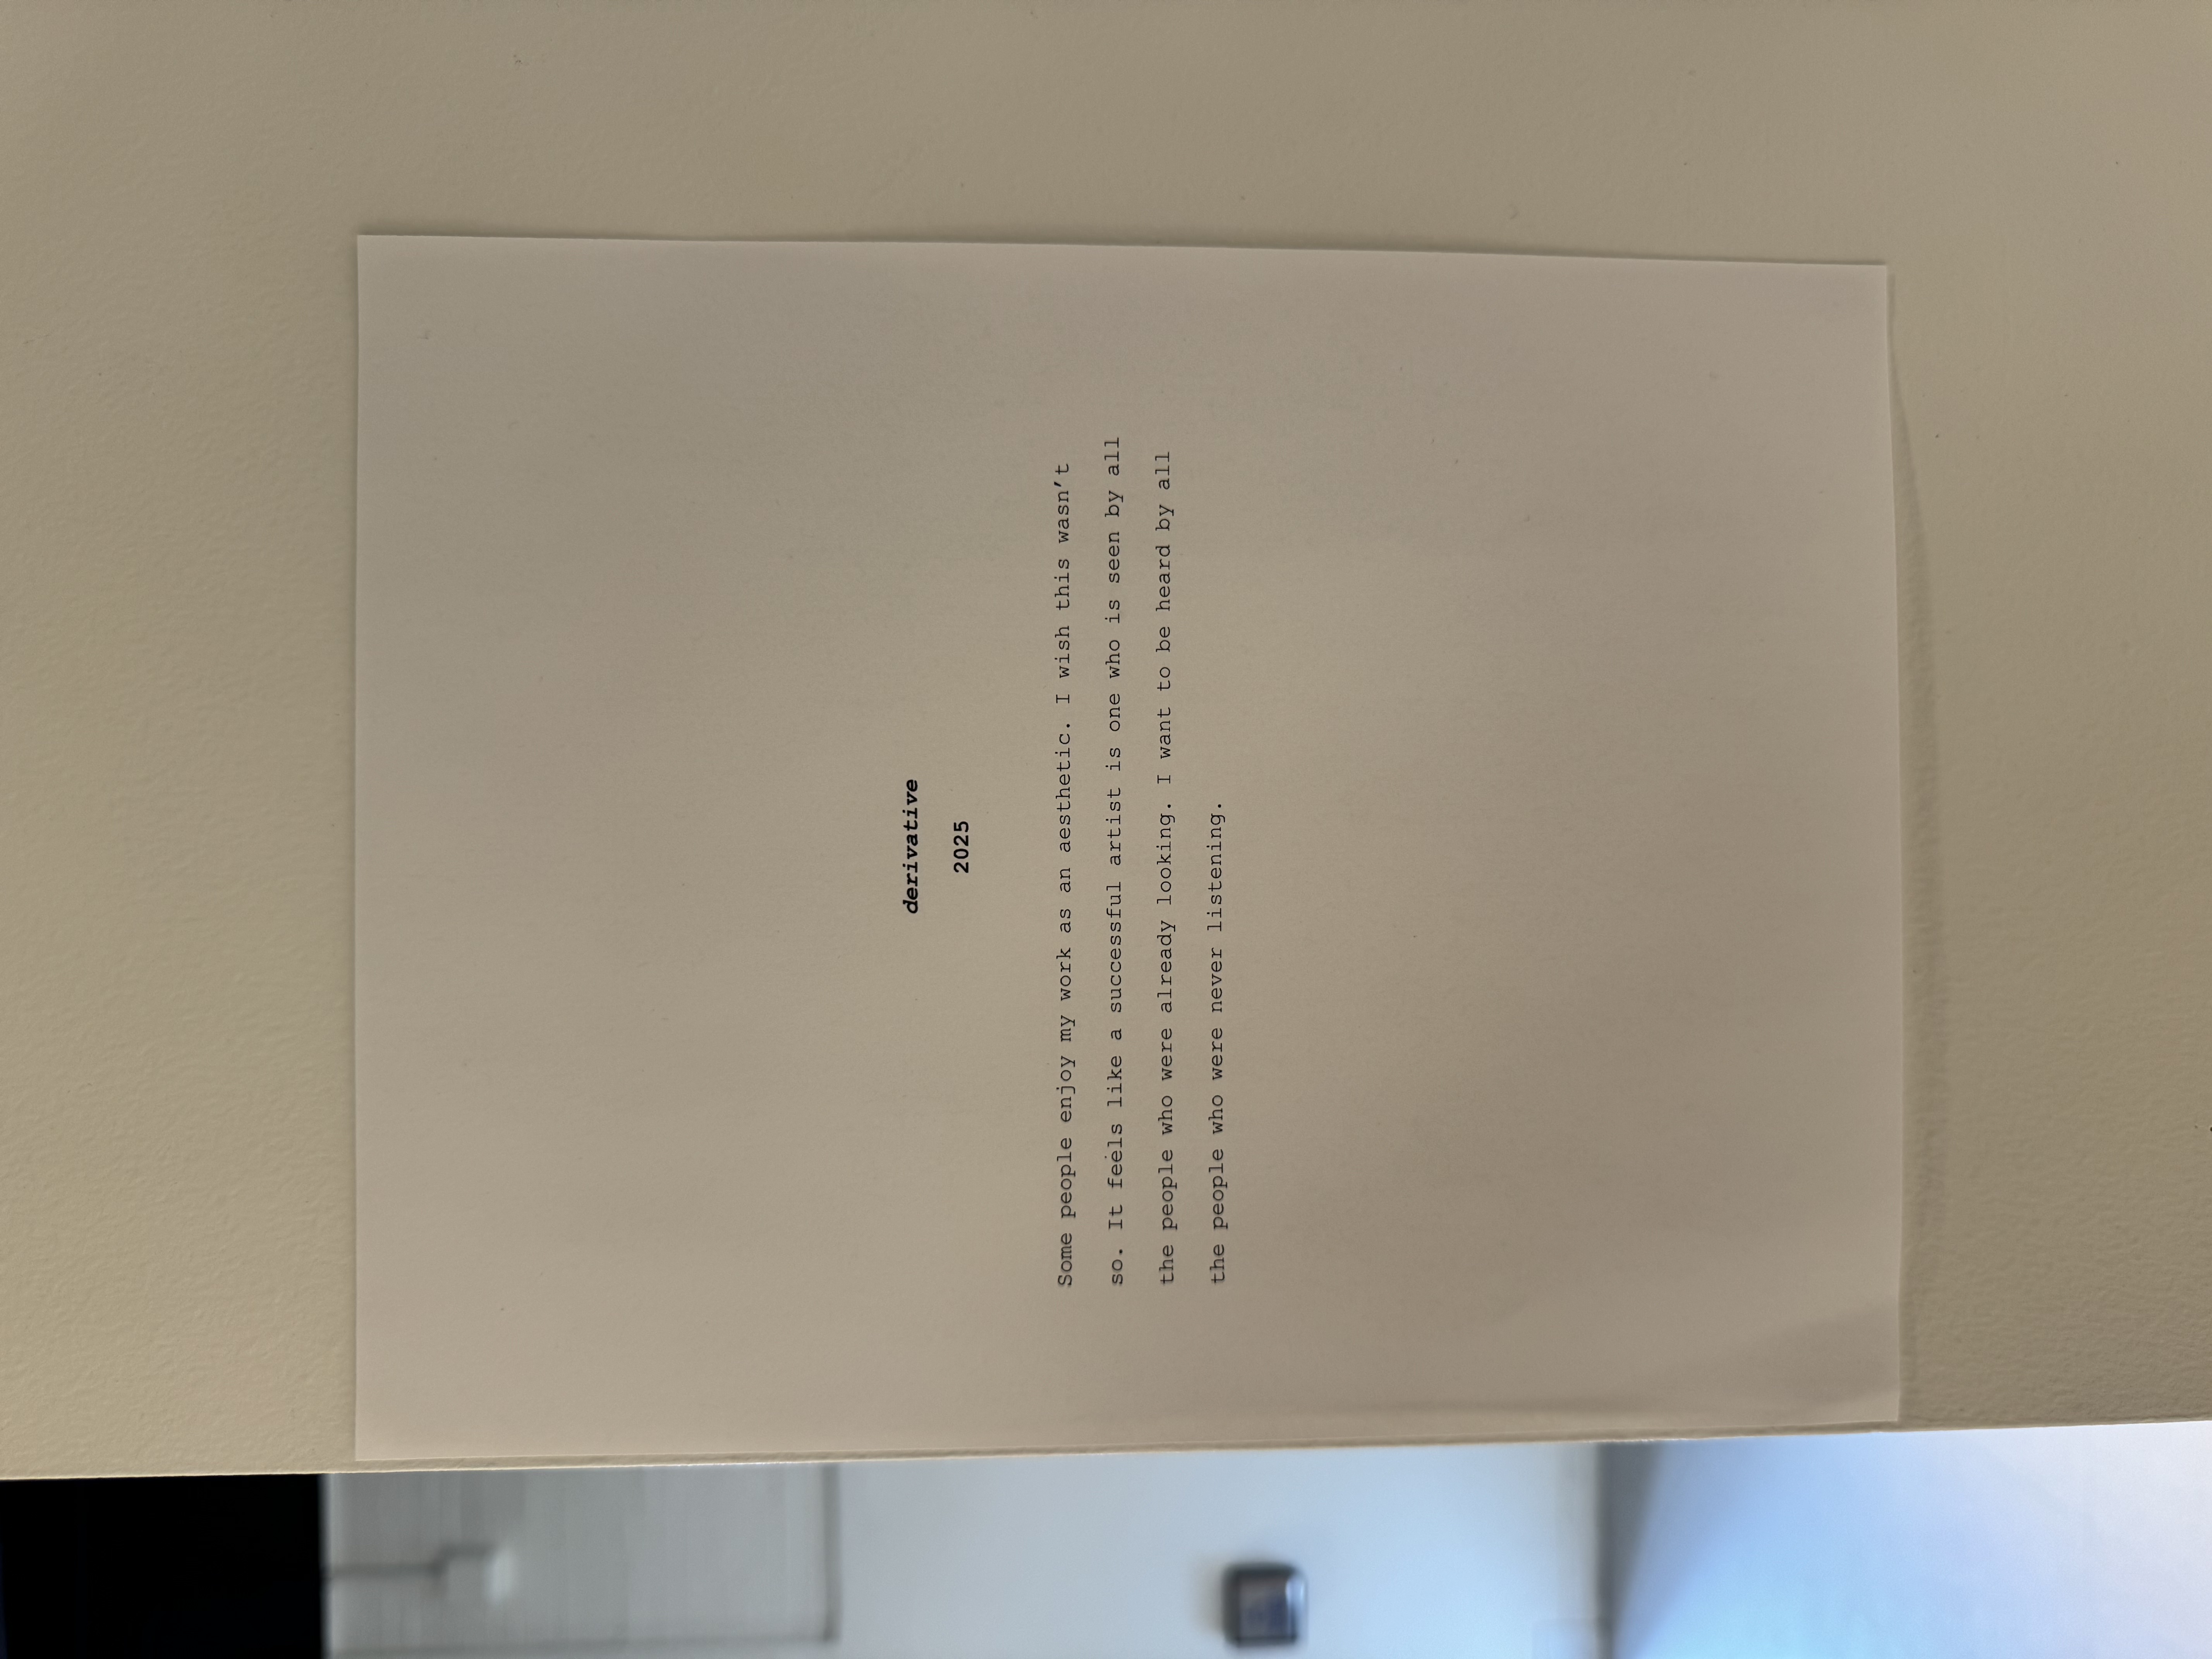 derivative
2025
Some people enjoy my work as an aesthetic. I wish this wasn’t
so. It feels like a successful artist is one who is seen by all
the people who were already looking. I want to be heard by all
the people who were never listening.